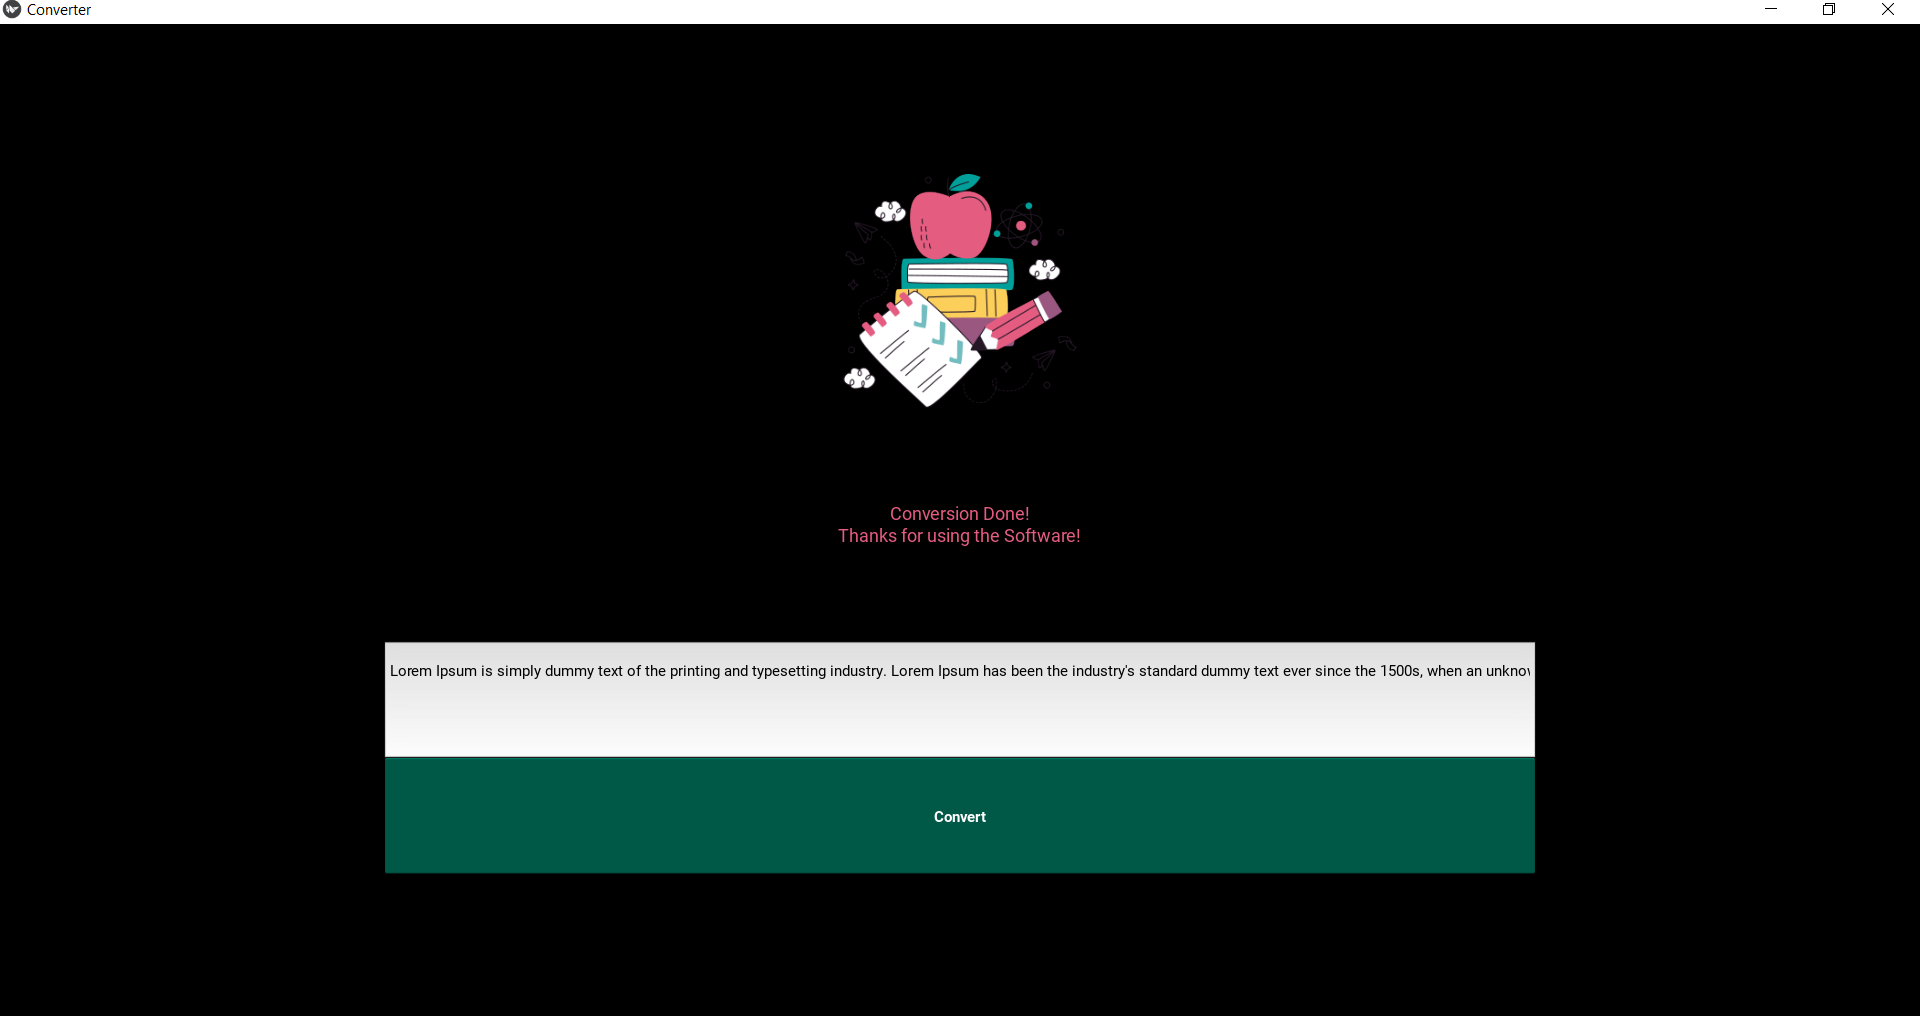 Converter
Conversion Done!
Thanks for using the Software!
Lorem Ipsum is simply dummy text of the printing and typesetting industry. Lorem Ipsum has been the industry's standard dummy text ever since the 1500s, when an
Convert